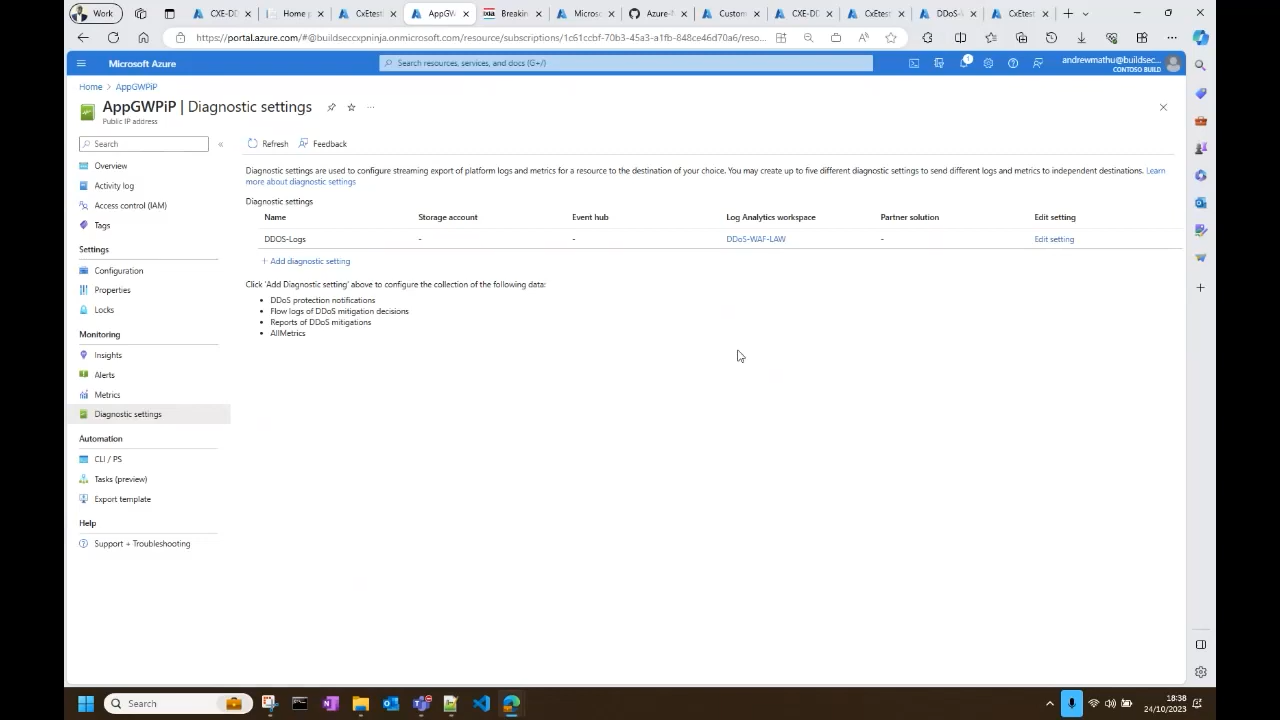 Work
CXE-DD
Home p
CxEtestl
AppGW
Breakin
Microso
Azure-N
Custom
CXE-DD
CxEtest
DDoS-V
CxEtest
https://portal.azure.com/#@buildseccxpninja.onmicrosoft.com/resource/subscriptions/1c61ccbf-70b3-45a3-a1fb-848ce46d70a6/reso...
Microsoft Azure
Search resources, services, and docs (G+/)
1
andrewmathu@buildsec...
CONTOSO BUILD
Home > AppGWPiP
AppGWPiP | Diagnostic settings
Public IP address
Search
Refresh
Feedback
Overview
Activity log
Access control (IAM)
Tags
Settings
Configuration
Properties
Locks
Monitoring
Insights
Alerts
Metrics
Diagnostic settings
Automation
CLI / PS
Tasks (preview)
Export template
Help
Support + Troubleshooting
Diagnostic settings are used to configure streaming export of platform logs and metrics for a resource to the destination of your choice. You may create up to five different diagnostic settings to send different logs and metrics to independent destinations. Learn
more about diagnostic settings
Diagnostic settings
Name Storage account Event hub Log Analytics workspace Partner solution Edit setting
DDOS-Logs - - DDoS-WAF-LAW - Edit setting
+ Add diagnostic setting
Click 'Add Diagnostic setting' above to configure the collection of the following data:
• DDoS protection notifications
• Flow logs of DDoS mitigation decisions
• Reports of DDoS mitigations
• AllMetrics
Search
18:38
24/10/2023